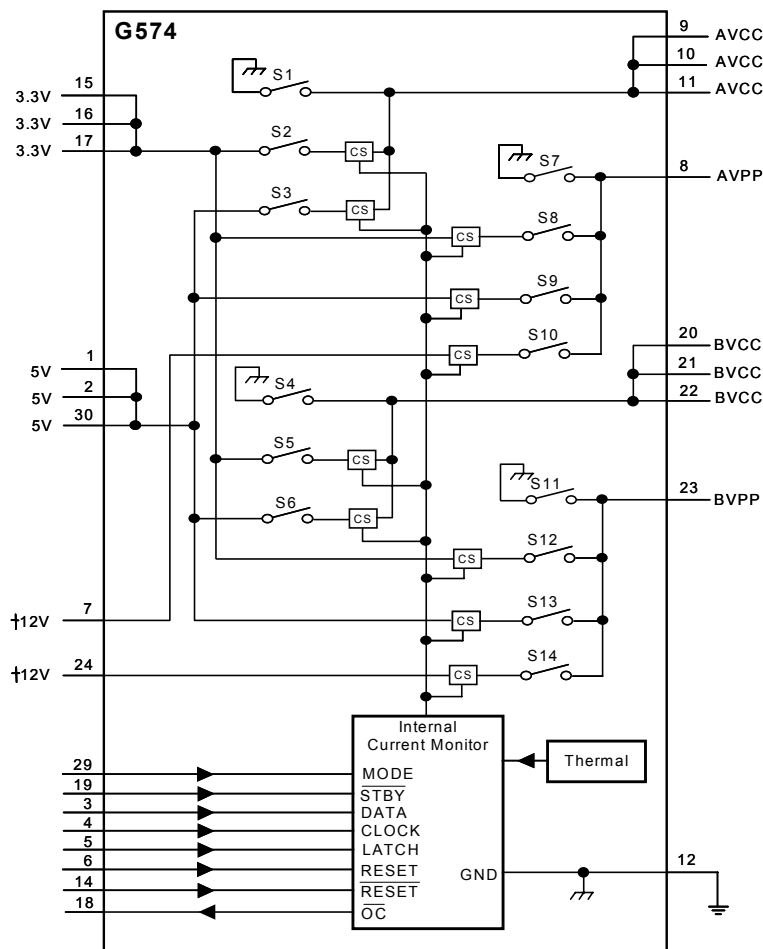 G574
9 AVCC
10 AVCC
11 AVCC
15
3.3V
16
3.3V
17
3.3V
S1
S2
CS
S3
CS
S7
8 AVPP
CS
S8
CS
S9
CS
S10
1
5V
2
5V
30
5V
20 BVCC
21 BVCC
22 BVCC
S4
S5
CS
S6
CS
S11
23 BVPP
CS
S12
7
†12V
CS
S13
24
†12V
CS
S14
Internal
Current Monitor
Thermal
29 MODE
19 STBY
3 DATA
4 CLOCK
5 LATCH
6 RESET
14 RESET
18 OC
GND 12